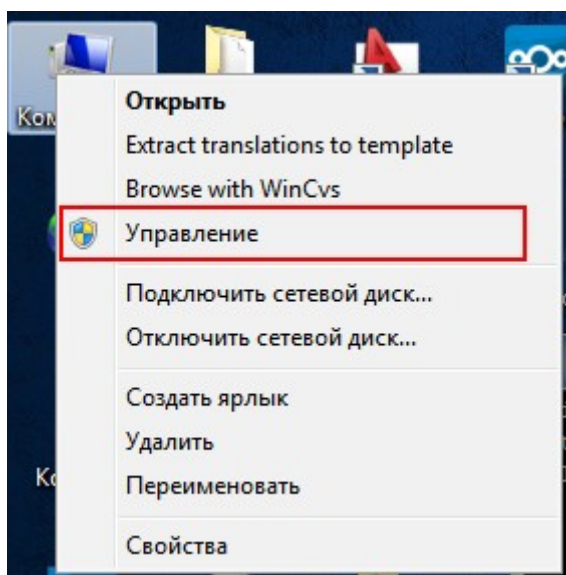 Открыть
Extract translations to template
Browse with WinCvs
Управление
Подключить сетевой диск...
Отключить сетевой диск...
Создать ярлык
Удалить
Переименовать
Свойства